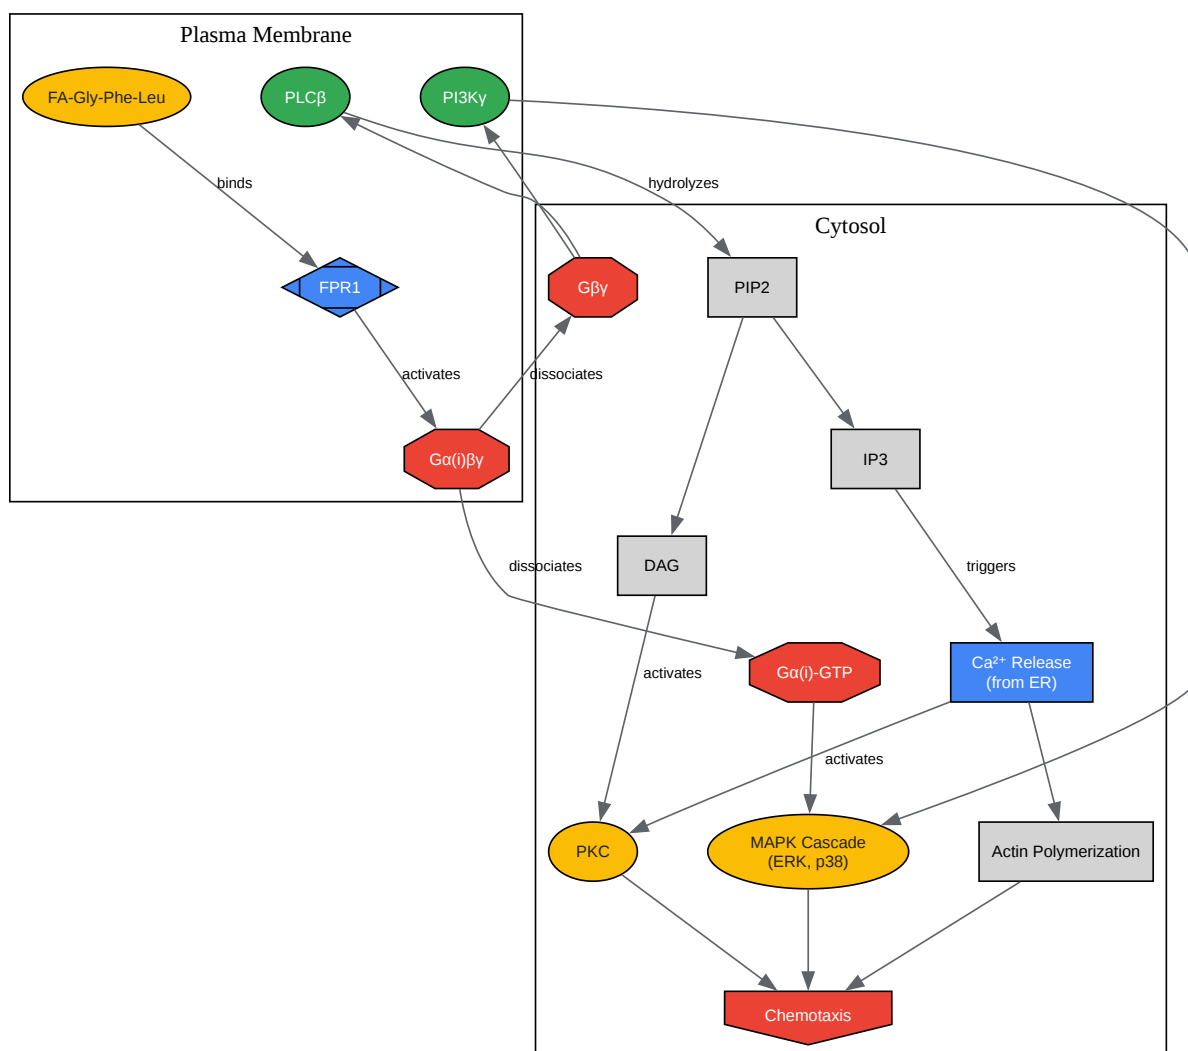 Plasma Membrane
FA-Gly-Phe-Leu
PLCβ
PI3Kγ
binds
hydrolyzes
Cytosol
FPR1
Gβγ
PIP2
activates
dissociates
Gα(i)βγ
IP3
dissociates
DAG
triggers
activates
Gα(i)-GTP
Ca²⁺ Release
(from ER)
activates
PKC
MAPK Cascade
(ERK, p38)
Actin Polymerization
Chemotaxis